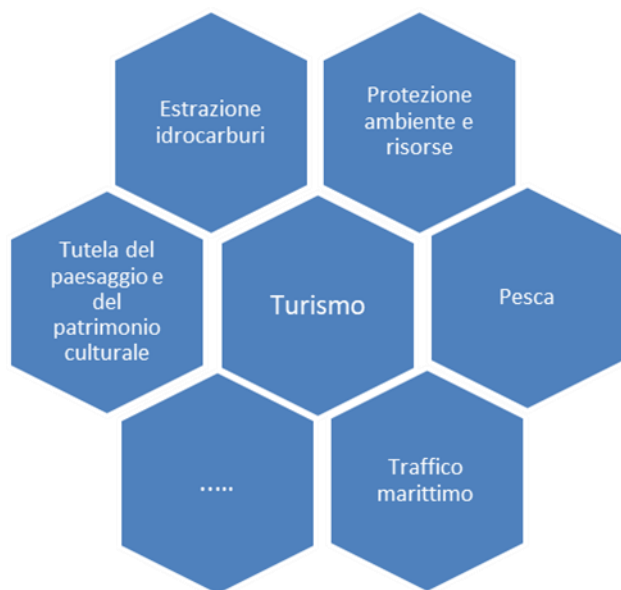 Estrazione
idrocarburi
Protezione
ambiente e
risorse
Tutela del
paesaggio e
del
patrimonio
culturale
Turismo
Pesca
.....
Traffico
marittimo